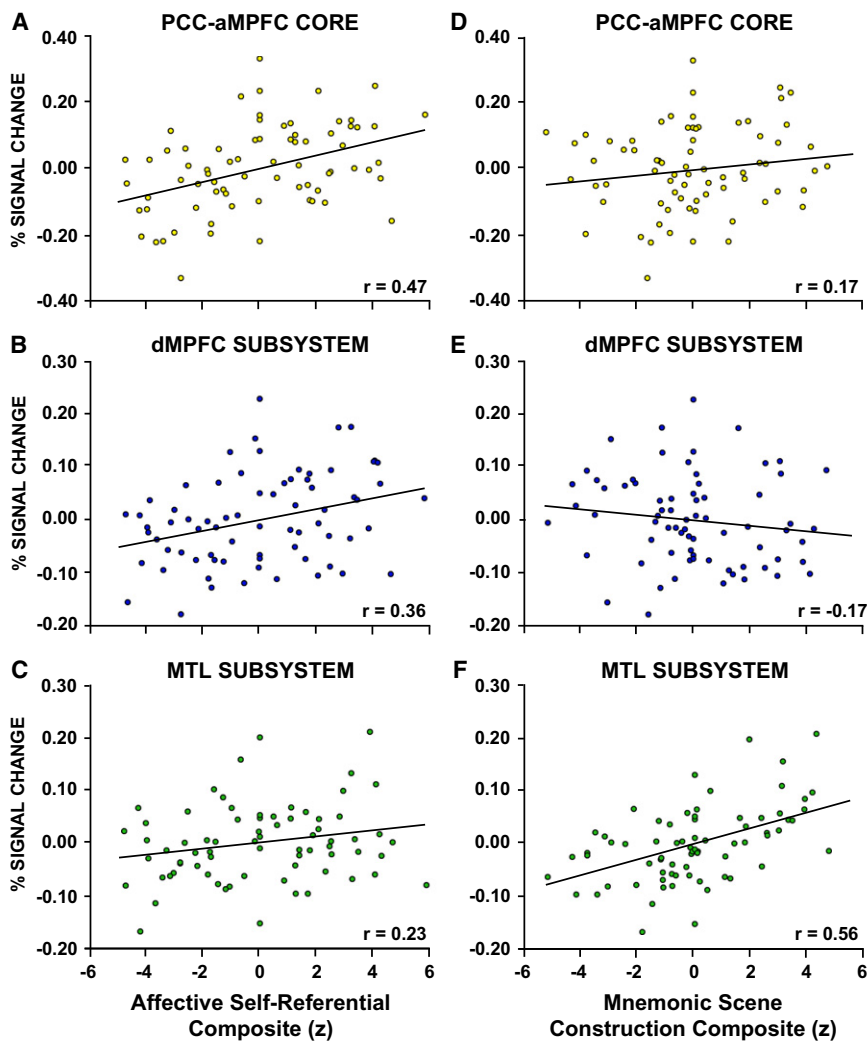 A
PCC-aMPFC CORE
% SIGNAL CHANGE
0.40
0.20
0.00
-0.20
-0.40
r = 0.47
D
PCC-aMPFC CORE
0.40
0.20
0.00
-0.20
-0.40
r = 0.17
B
dMPFC SUBSYSTEM
% SIGNAL CHANGE
0.30
0.20
0.10
0.00
-0.10
-0.20
r = 0.36
E
dMPFC SUBSYSTEM
0.30
0.20
0.10
0.00
-0.10
-0.20
r = -0.17
C
MTL SUBSYSTEM
% SIGNAL CHANGE
0.30
0.20
0.10
0.00
-0.10
-0.20
r = 0.23
-6 -4 -2 0 2 4 6
Affective Self-Referential
Composite (z)
F
MTL SUBSYSTEM
0.30
0.20
0.10
0.00
-0.10
-0.20
r = 0.56
-6 -4 -2 0 2 4 6
Mnemonic Scene
Construction Composite (z)